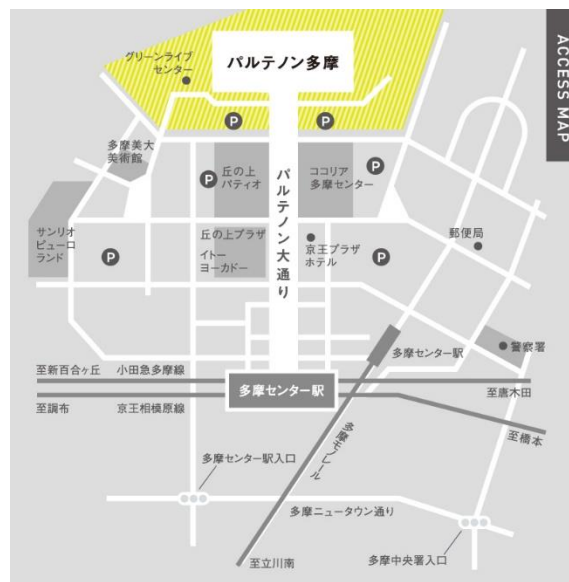 ACCESS MAP
グリーンライブ
センター
パルテノン多摩
P
P
多摩美大
美術館
P
丘の上
パティオ
パルテノン大通り
ココリア
多摩センター
P
サンリオ
ピューロ
ランド
P
丘の上プラザ
イトー
ヨーカドー
京王プラザ
ホテル
P
郵便局
多摩センター駅
警察署
至新百合ヶ丘
小田急多摩線
多摩センター駅
至唐木田
至調布
京王相模原線
至橋本
多摩モノレール
多摩センター駅入口
多摩ニュータウン通り
至立川南
多摩中央署入口